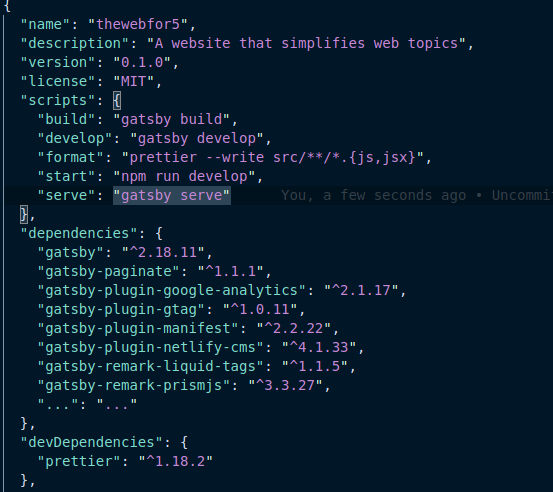 {
"name": "thewebfor5",
"description": "A website that simplifies web topics",
"version": "0.1.0",
"license": "MIT",
"scripts": {
"build": "gatsby build",
"develop": "gatsby develop",
"format": "prettier --write src/**/*.{js,jsx}",
"start": "npm run develop",
"serve": "gatsby serve" You, a few seconds ago • Uncommit
},
"dependencies": {
"gatsby": "^2.18.11",
"gatsby-paginate": "^1.1.1",
"gatsby-plugin-google-analytics": "^2.1.17",
"gatsby-plugin-gtag": "^1.0.11",
"gatsby-plugin-manifest": "^2.2.22",
"gatsby-plugin-netlify-cms": "^4.1.33",
"gatsby-remark-liquid-tags": "^1.1.5",
"gatsby-remark-prismjs": "^3.3.27",
"...": "..."
},
"devDependencies": {
"prettier": "^1.18.2"
},